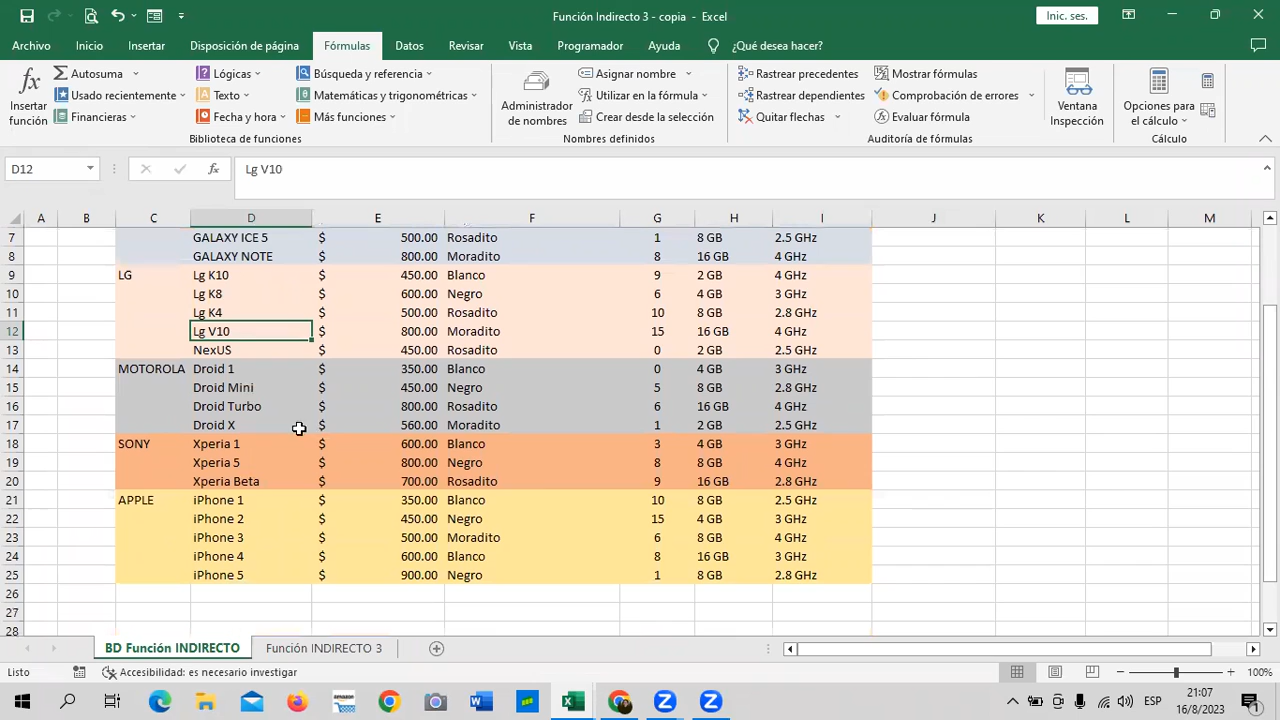 Función Indirecto 3 - copia - Excel
Inic. ses.
Archivo Inicio Insertar Disposición de página Fórmulas Datos Revisar Vista Programador Ayuda ¿Qué desea hacer?
Insertar función
Autosuma
Usado recientemente
Financieras
Lógicas
Texto
Fecha y hora
Búsqueda y referencia
Matemáticas y trigonométricas
Más funciones
Biblioteca de funciones
Administrador de nombres
Asignar nombre
Utilizar en la fórmula
Crear desde la selección
Nombres definidos
Rastrear precedentes
Rastrear dependientes
Quitar flechas
Mostrar fórmulas
Comprobación de errores
Evaluar fórmula
Auditoría de fórmulas
Ventana Inspección
Opciones para el cálculo
Cálculo
D12 fx Lg V10
A B C D E F G H I J K L M
7 GALAXY ICE 5 $ 500.00 Rosadito 1 8 GB 2.5 GHz
8 GALAXY NOTE $ 800.00 Moradito 8 16 GB 4 GHz
9 LG Lg K10 $ 450.00 Blanco 9 2 GB 4 GHz
10 Lg K8 $ 600.00 Negro 6 4 GB 3 GHz
11 Lg K4 $ 500.00 Rosadito 10 8 GB 2.8 GHz
12 Lg V10 $ 800.00 Moradito 15 16 GB 4 GHz
13 NexUS $ 450.00 Rosadito 0 2 GB 2.5 GHz
14 MOTOROLA Droid 1 $ 350.00 Blanco 0 4 GB 3 GHz
15 Droid Mini $ 450.00 Negro 5 8 GB 2.8 GHz
16 Droid Turbo $ 800.00 Rosadito 6 16 GB 4 GHz
17 Droid X $ 560.00 Moradito 1 2 GB 2.5 GHz
18 SONY Xperia 1 $ 600.00 Blanco 3 4 GB 3 GHz
19 Xperia 5 $ 800.00 Negro 8 8 GB 4 GHz
20 Xperia Beta $ 700.00 Rosadito 9 16 GB 2.8 GHz
21 APPLE iPhone 1 $ 350.00 Blanco 10 8 GB 2.5 GHz
22 iPhone 2 $ 450.00 Negro 15 4 GB 3 GHz
23 iPhone 3 $ 500.00 Moradito 6 8 GB 4 GHz
24 iPhone 4 $ 600.00 Blanco 8 16 GB 3 GHz
25 iPhone 5 $ 900.00 Negro 1 8 GB 2.8 GHz
26
27
28
BD Función INDIRECTO Función INDIRECTO 3
Listo Accesibilidad: es necesario investigar 100%
ESP 21:07
16/8/2023